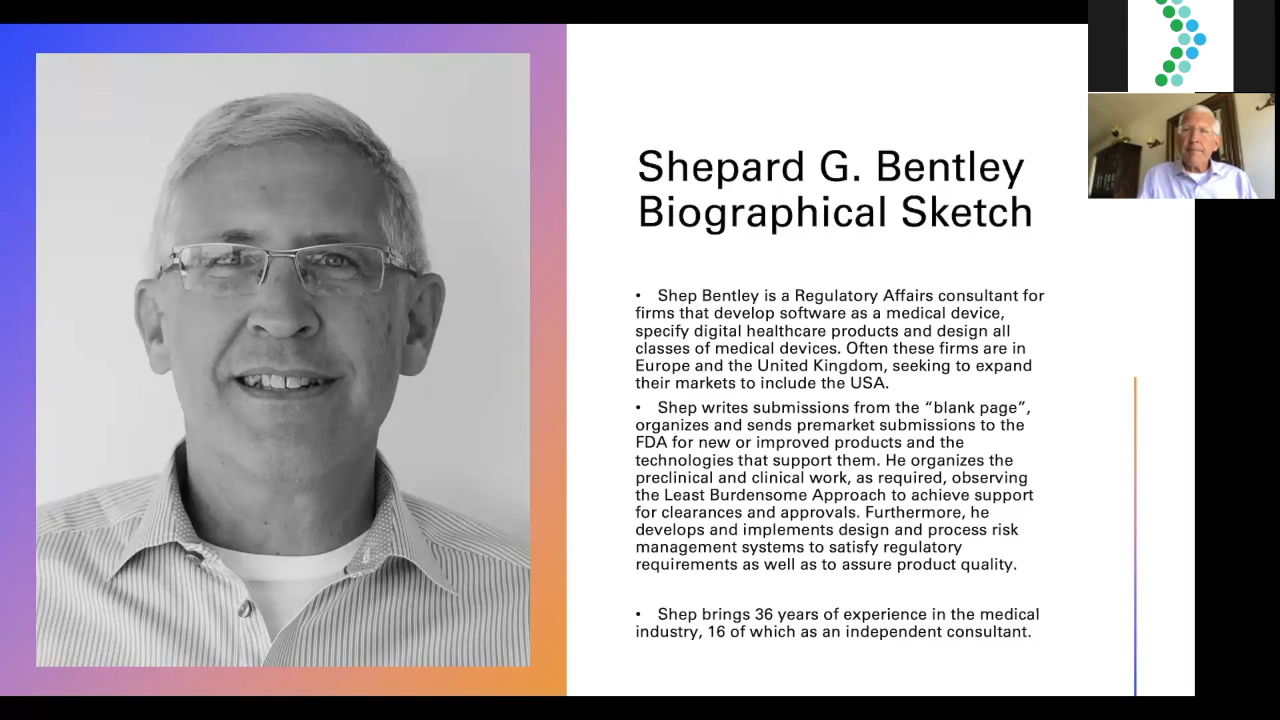 Shepard G. Bentley
Biographical Sketch
• Shep Bentley is a Regulatory Affairs consultant for
firms that develop software as a medical device,
specify digital healthcare products and design all
classes of medical devices. Often these firms are in
Europe and the United Kingdom, seeking to expand
their markets to include the USA.
• Shep writes submissions from the “blank page”,
organizes and sends premarket submissions to the
FDA for new or improved products and the
technologies that support them. He organizes the
preclinical and clinical work, as required, observing
the Least Burdensome Approach to achieve support
for clearances and approvals. Furthermore, he
develops and implements design and process risk
management systems to satisfy regulatory
requirements as well as to assure product quality.
• Shep brings 36 years of experience in the medical
industry, 16 of which as an independent consultant.